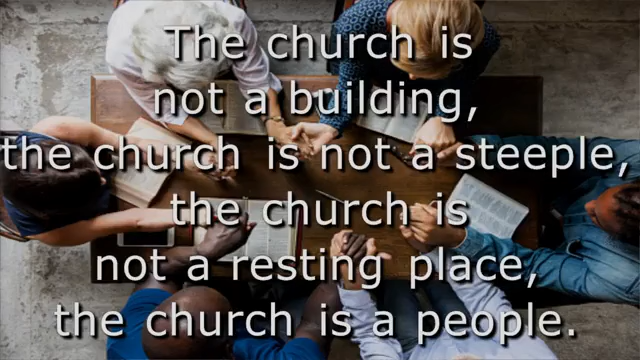 The church is
not a building,
the church is not a steeple,
the church is
not a resting place,
the church is a people.